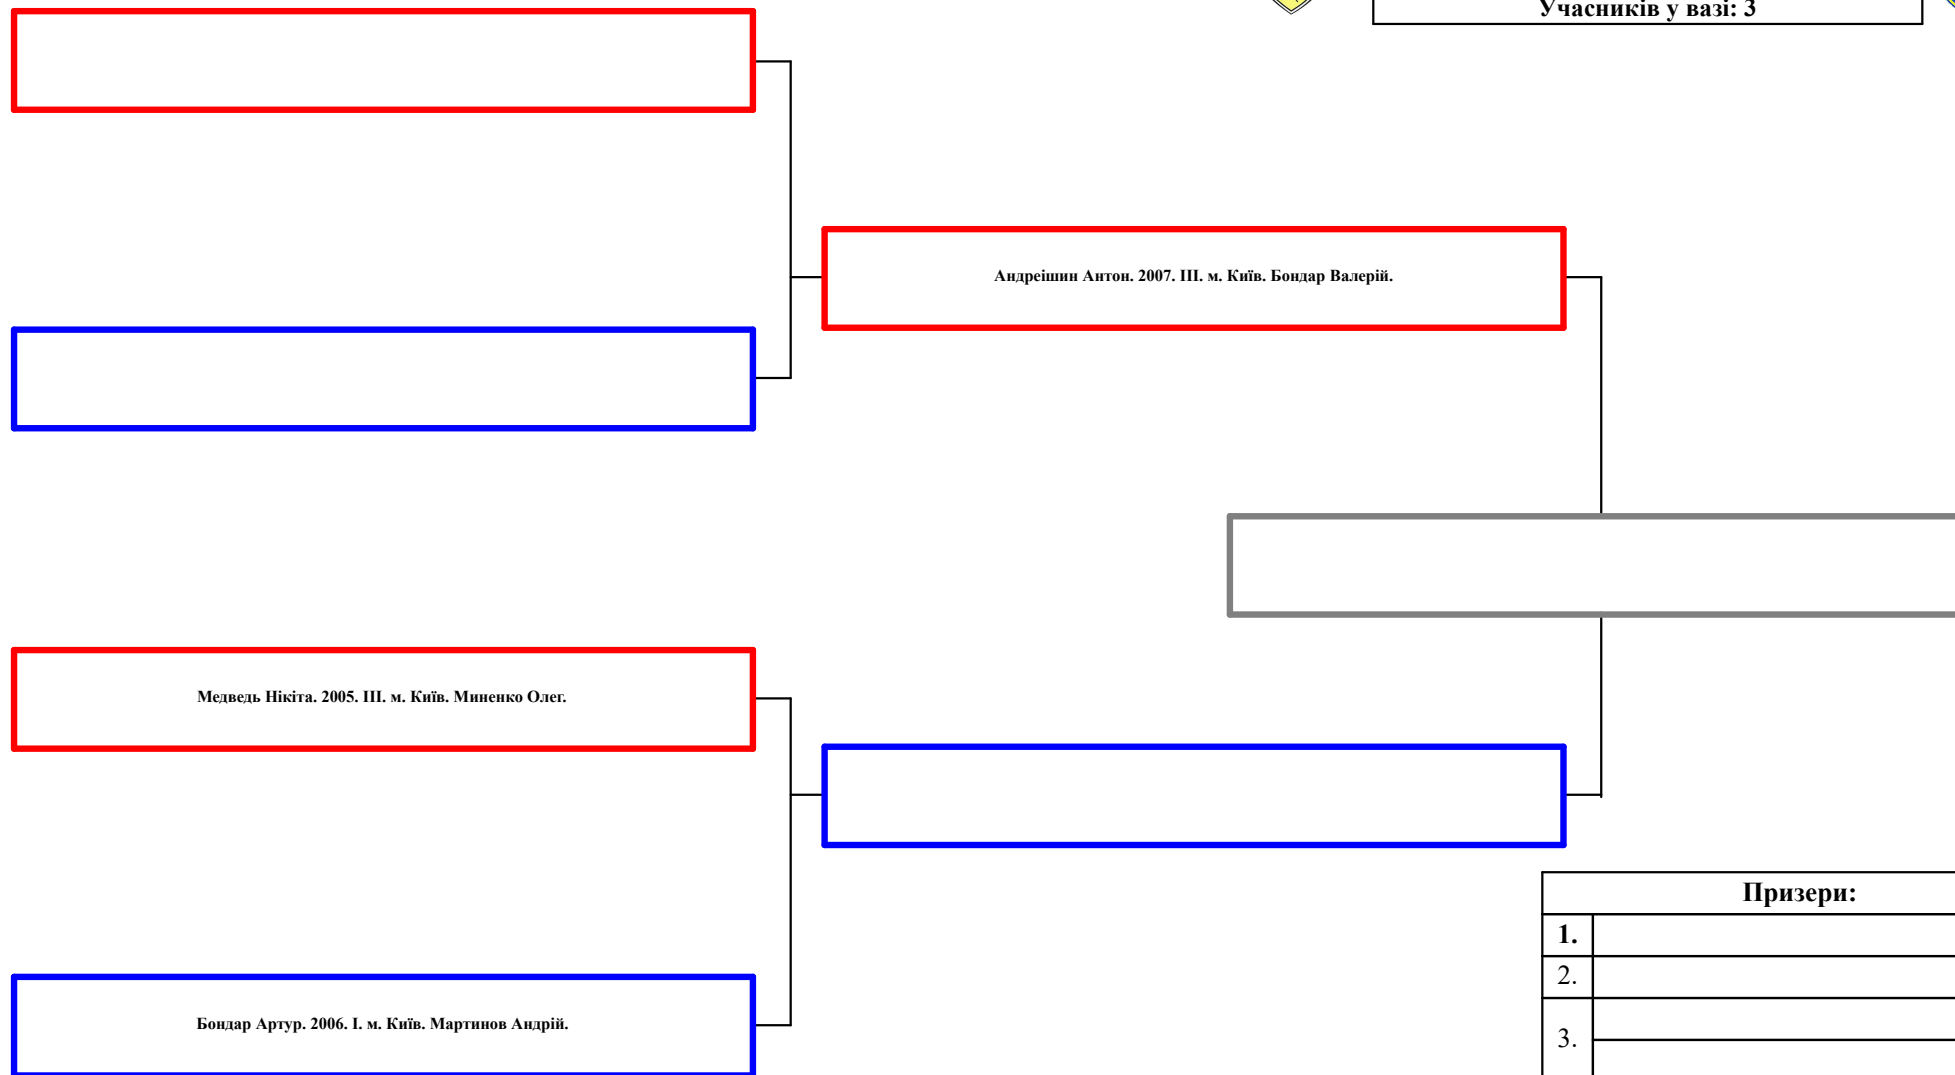 Учасників у вазі: 3
Андреішин Антон. 2007. III. м. Київ. Бондар Валерій.
Медведь Нікіта. 2005. III. м. Київ. Миненко Олег.
Бондар Артур. 2006. I. м. Київ. Мартинов Андрій.
Призери:
1.
2.
3.